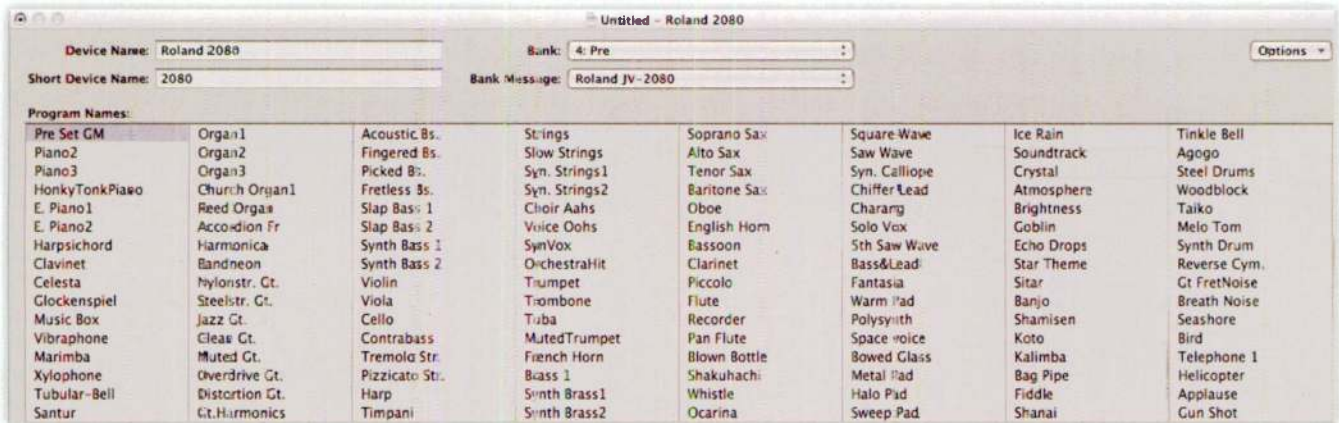 Untitled – Roland 2080
Device Name: Roland 2080 Bank: 4: Pre Options
Short Device Name: 2080 Bank Message: Roland JV-2080
Program Names:
Pre Set GM Organ1 Acoustic Bs. Strings Soprano Sax Square Wave Ice Rain Tinkle Bell
Piano2 Organ2 Fingered Bs. Slow Strings Alto Sax Saw Wave Soundtrack Agogo
Piano3 Organ3 Picked Bs. Syn. Strings1 Tenor Sax Syn. Calliope Crystal Steel Drums
HonkyTonkPiano Church Organ1 Fretless Bs. Syn. Strings2 Baritone Sax Chiffer Lead Atmosphere Woodblock
E. Piano1 Reed Organ Slap Bass 1 Choir Aahs Oboe Charang Brightness Taiko
E. Piano2 Accordion Fr Slap Bass 2 Voice Oohs English Horn Solo Vox Goblin Melo Tom
Harpsichord Harmonica Synth Bass 1 SynVox Bassoon 5th Saw Wave Echo Drops Synth Drum
Clavinet Bandneon Synth Bass 2 OrchestraHit Clarinet Bass&Lead Star Theme Reverse Cym.
Celesta Nylonstr. Gt. Violin Trumpet Piccolo Fantasia Sitar Gt FretNoise
Glockenspiel Steelstr. Gt. Viola Trombone Flute Warm Pad Banjo Breath Noise
Music Box Jazz Gt. Cello Tuba Recorder Polysynth Shamisen Seashore
Vibraphone Clean Gt. Contrabass MutedTrumpet Pan Flute Space voice Koto Bird
Marimba Muted Gt. Tremolo Str. French Horn Blown Bottle Bowed Glass Kalimba Telephone 1
Xylophone Overdrive Gt. Pizzicato Str. Brass 1 Shakuhachi Metal Pad Bag Pipe Helicopter
Tubular-Bell Distortion Gt. Harp Synth Brass1 Whistle Halo Pad Fiddle Applause
Santur Gt.Harmonics Timpani Synth Brass2 Ocarina Sweep Pad Shanai Gun Shot